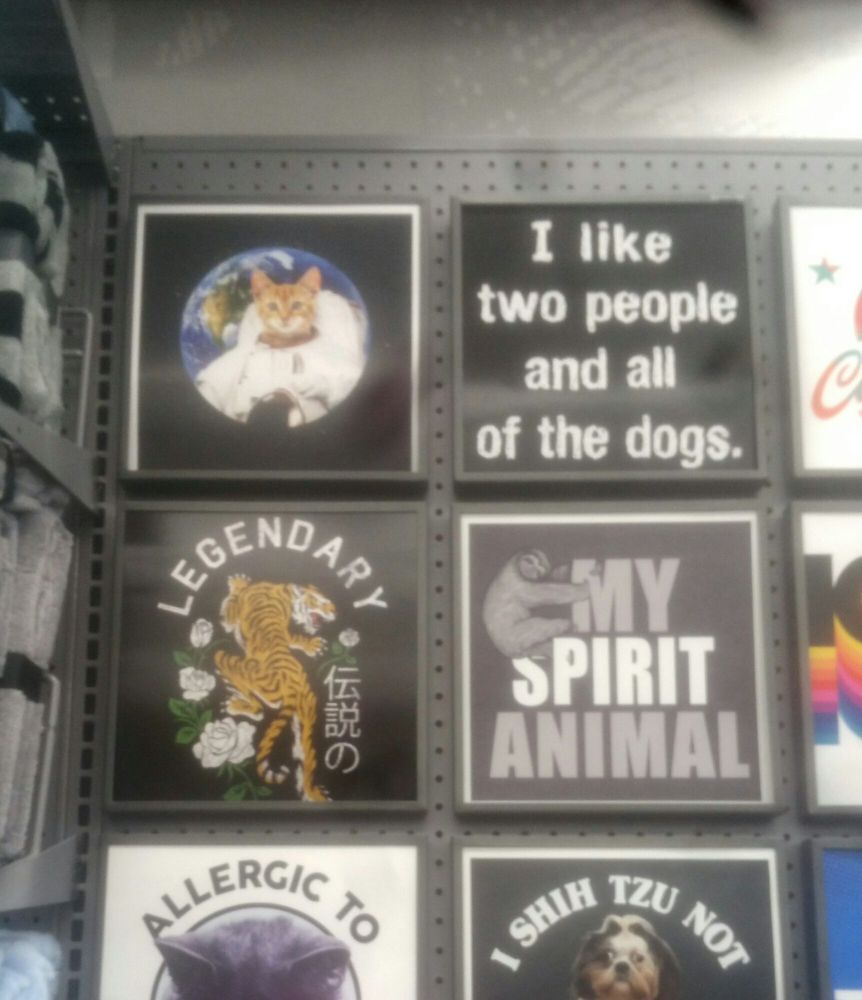 I like
two people
and all
of the dogs.
LEGENDARY
伝説の
MY
SPIRIT
ANIMAL
ALLERGIC TO
I SHIH TZU NOT